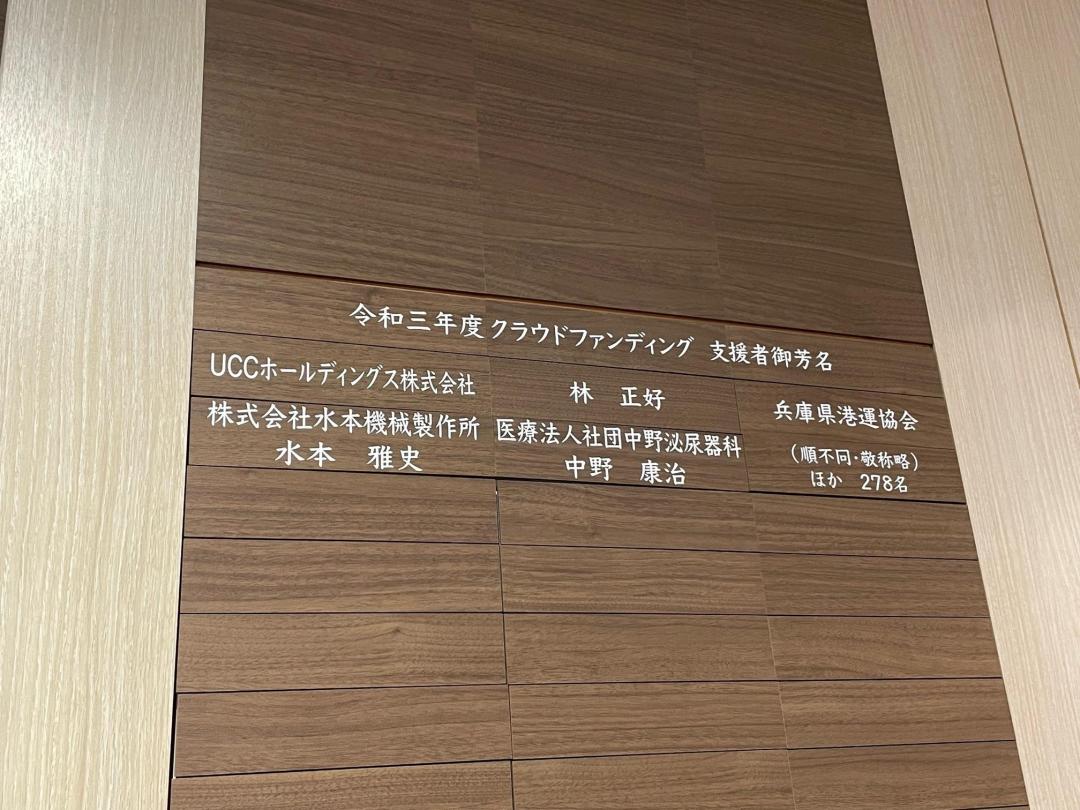 令和三年度クラウドファンディング 支援者御芳名
UCCホールディングス株式会社
株式会社水本機械製作所
水本 雅史
林 正好
医療法人社団中野泌尿器科
中野 康治
兵庫県港運協会
(順不同・敬称略)
ほか 278名